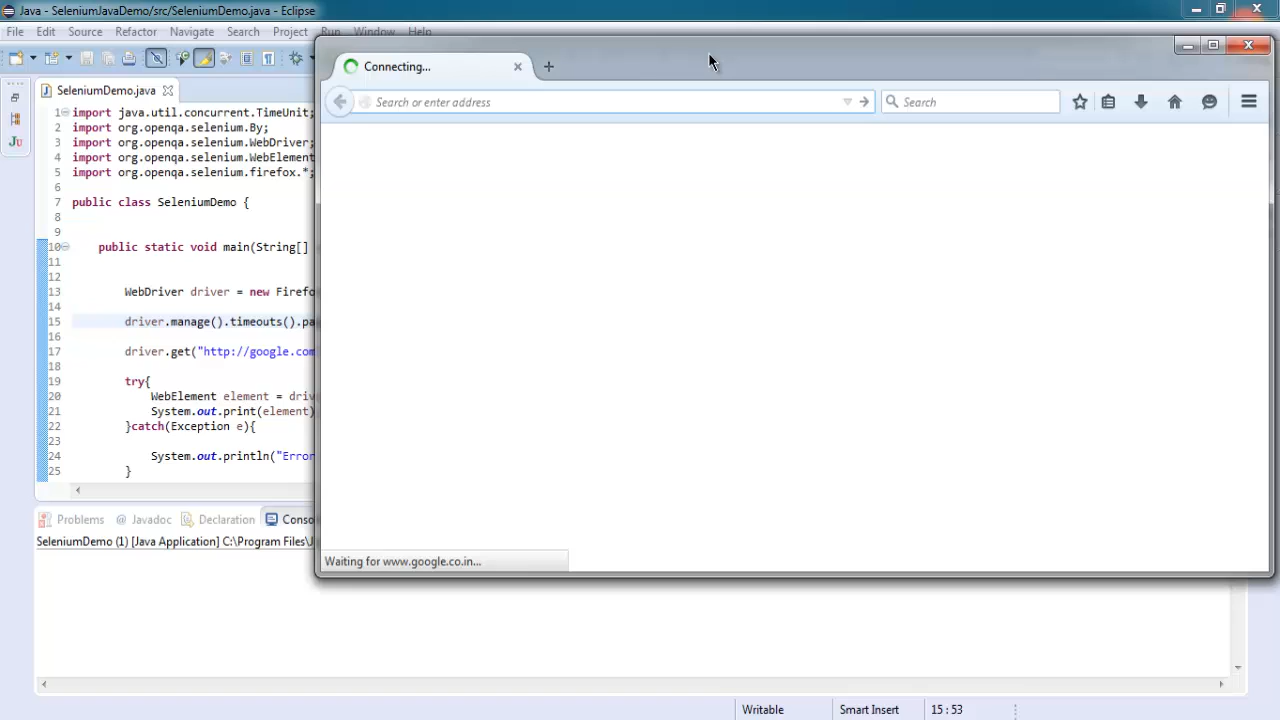 Java - SeleniumJavaDemo/src/SeleniumDemo.java - Eclipse
File Edit Source Refactor Navigate Search Project Run Window Help
Connecting...
Search or enter address
Search
SeleniumDemo.java
1 import java.util.concurrent.TimeUnit;
2 import org.openqa.selenium.By;
3 import org.openqa.selenium.WebDriver;
4 import org.openqa.selenium.WebElement
5 import org.openqa.selenium.firefox.*;
6
7 public class SeleniumDemo {
8
9
10 public static void main(String[]
11
12
13 WebDriver driver = new Firefo
14
15 driver.manage().timeouts().pa
16
17 driver.get("http://google.com
18
19 try{
20 WebElement element = driv
21 System.out.print(element)
22 }catch(Exception e){
23
24 System.out.println("Error
25 }
Waiting for www.google.co.in...
Problems @ Javadoc Declaration Conso
SeleniumDemo (1) [Java Application] C:\Program Files\J
Writable Smart Insert 15 : 53